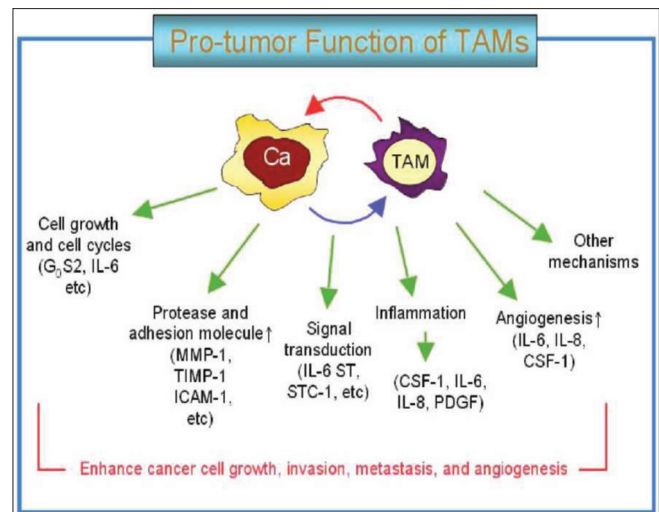 Pro-tumor Function of TAMs
Ca
TAM
Cell growth
and cell cycles
(G₀S2, IL-6
etc)
Protease and
adhesion molecule↑
(MMP-1,
TIMP-1
ICAM-1,
etc)
Signal
transduction
(IL-6 ST,
STC-1, etc)
Inflammation
(CSF-1, IL-6,
IL-8, PDGF)
Angiogenesis↑
(IL-6, IL-8,
CSF-1)
Other
mechanisms
Enhance cancer cell growth, invasion, metastasis, and angiogenesis